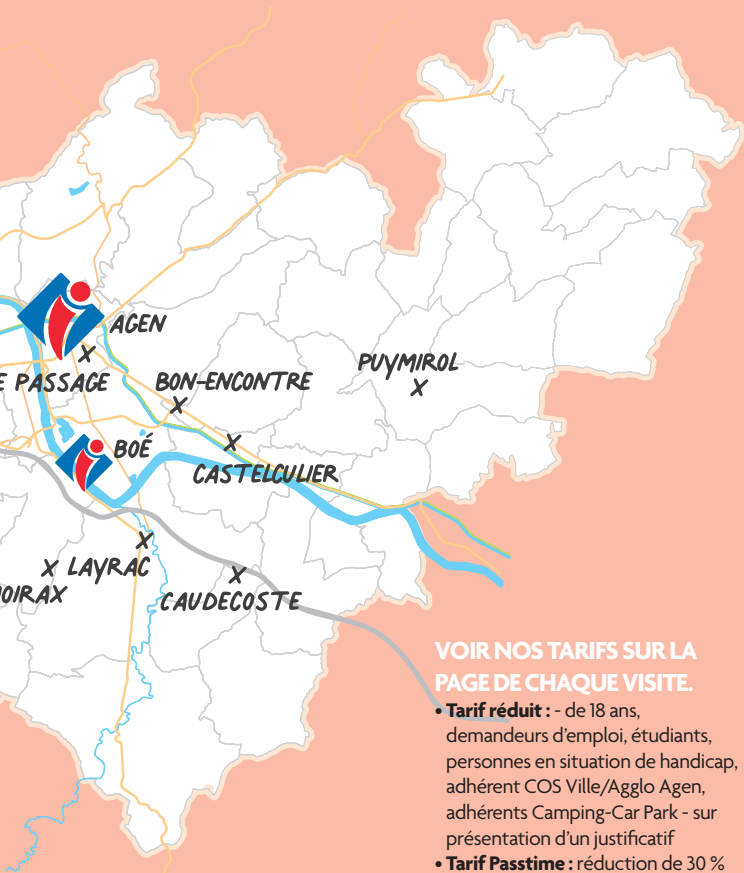 AGEN
PUYMIROL
PASSAGE
BON-ENCONTRE
BOÉ
CASTELCULIER
LAYRAC
OIRAX
CAUDECOSTE
VOIR NOS TARIFS SUR LA
PAGE DE CHAQUE VISITE.
• Tarif réduit : - de 18 ans,
demandeurs d'emploi, étudiants,
personnes en situation de handicap,
adhérent COS Ville/Agglo Agen,
adhérents Camping-Car Park - sur
présentation d'un justificatif
• Tarif Passtime : réduction de 30 %